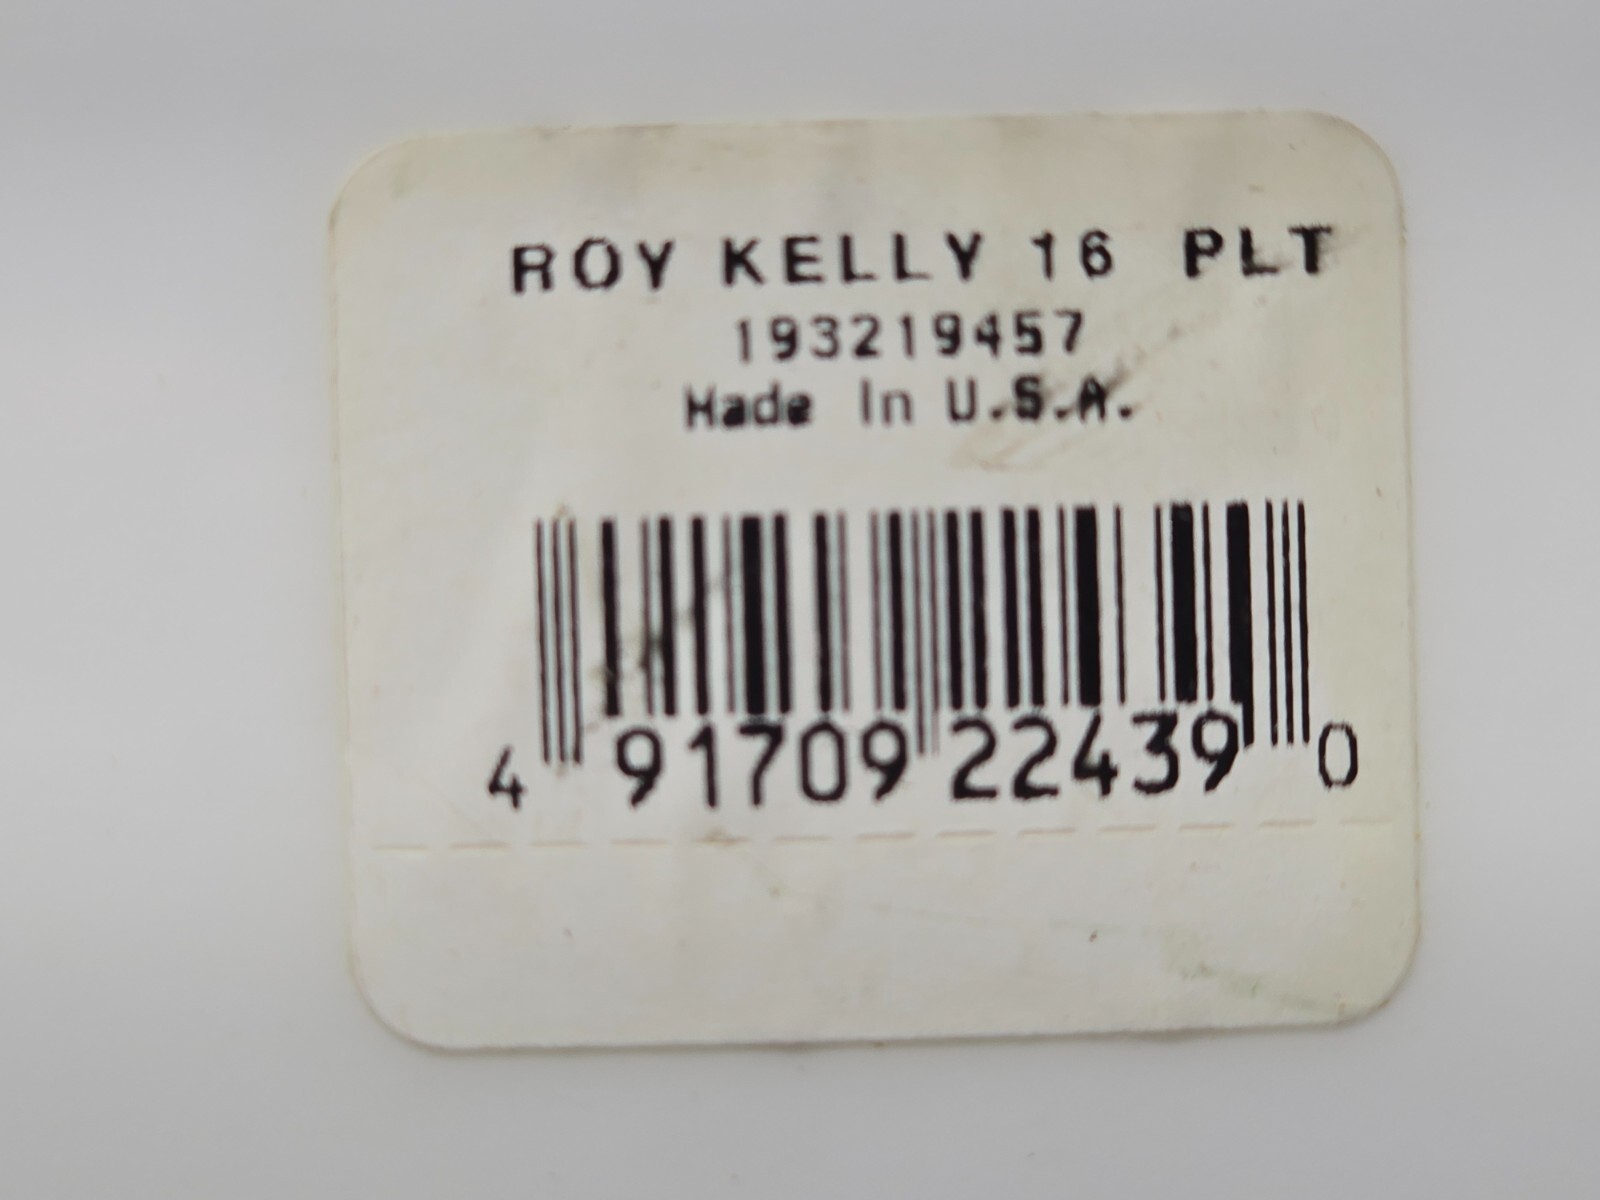 ROY KELLY 16 PLT
193219457
Made In U.S.A.
4 91709 22439 0